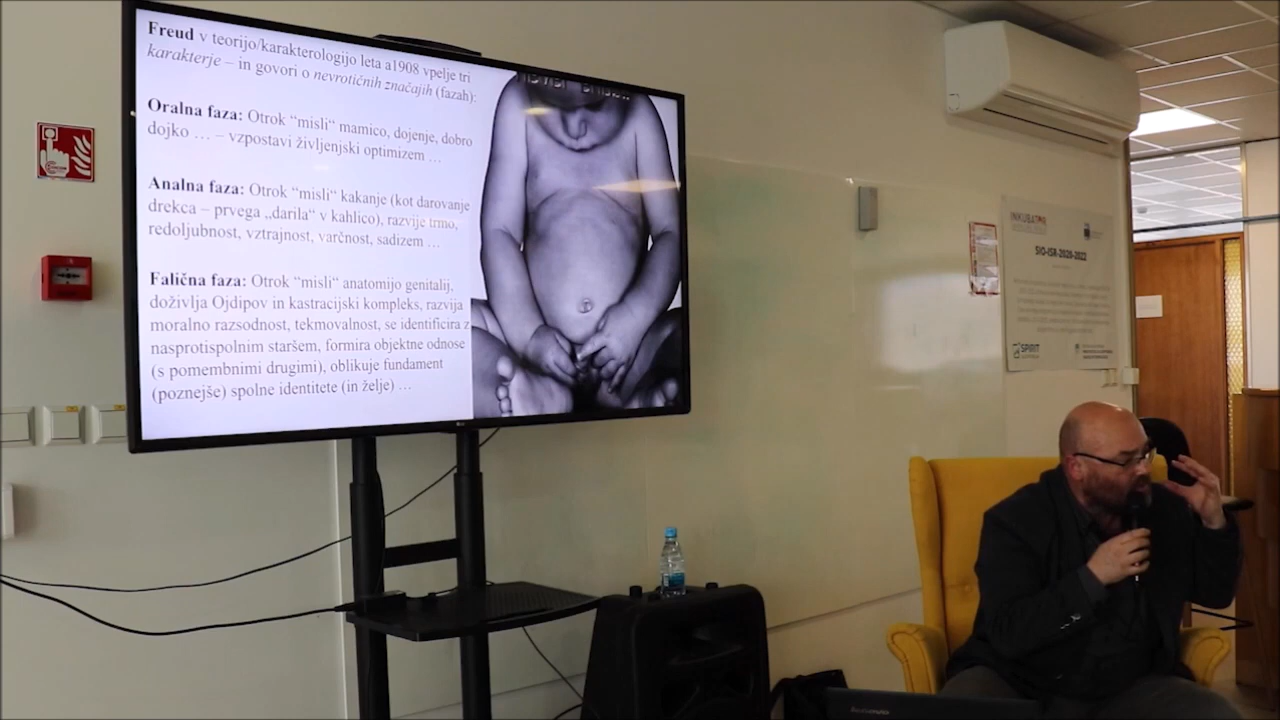 Freud v teorijo/karakterologijo leta a1908 vpelje tri
karakterje – in govori o nevrotičnih značajih (fazah):
Oralna faza: Otrok “misli“ mamico, dojenje, dobro
dojko … – vzpostavi življenjski optimizem …
Analna faza: Otrok “misli“ kakanje (kot darovanje
drekca – prvega „darila“ v kahlico), razvije trmo,
redoljubnost, vztrajnost, varčnost, sadizem …
Falična faza: Otrok “misli“ anatomijo genitalij,
doživlja Ojdipov in kastracijski kompleks, razvija
moralno razsodnost, tekmovalnost, se identificira z
nasprotispolnim staršem, formira objektne odnose
(s pomembnimi drugimi), oblikuje fundament
(poznejše) spolne identitete (in želje) …
INKUBATOR
SIO-ISR-2020-2022
SPIRIT